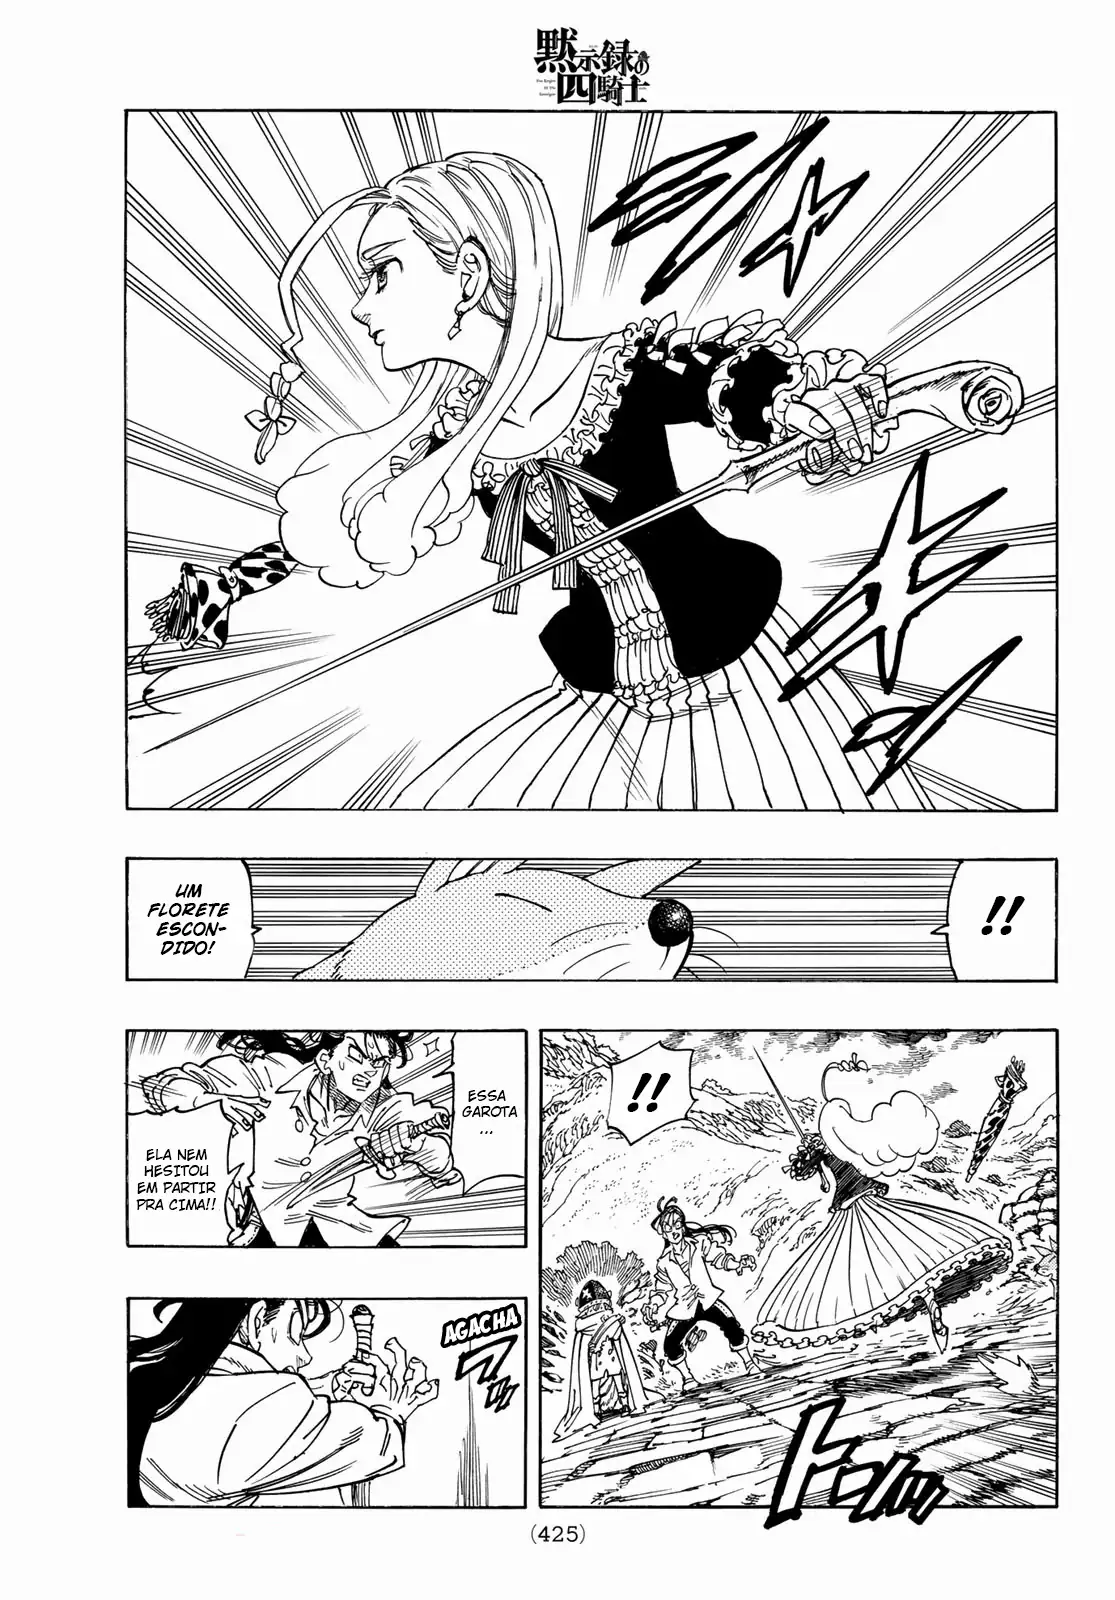 黙示録の
四騎士
!!
UM
FLORETE
ESCON-
DIDO!
!!
ESSA
GAROTA
...
ELA NEM
HESITOU
EM PARTIR
PRA CIMA!!
AGACHA
(425)